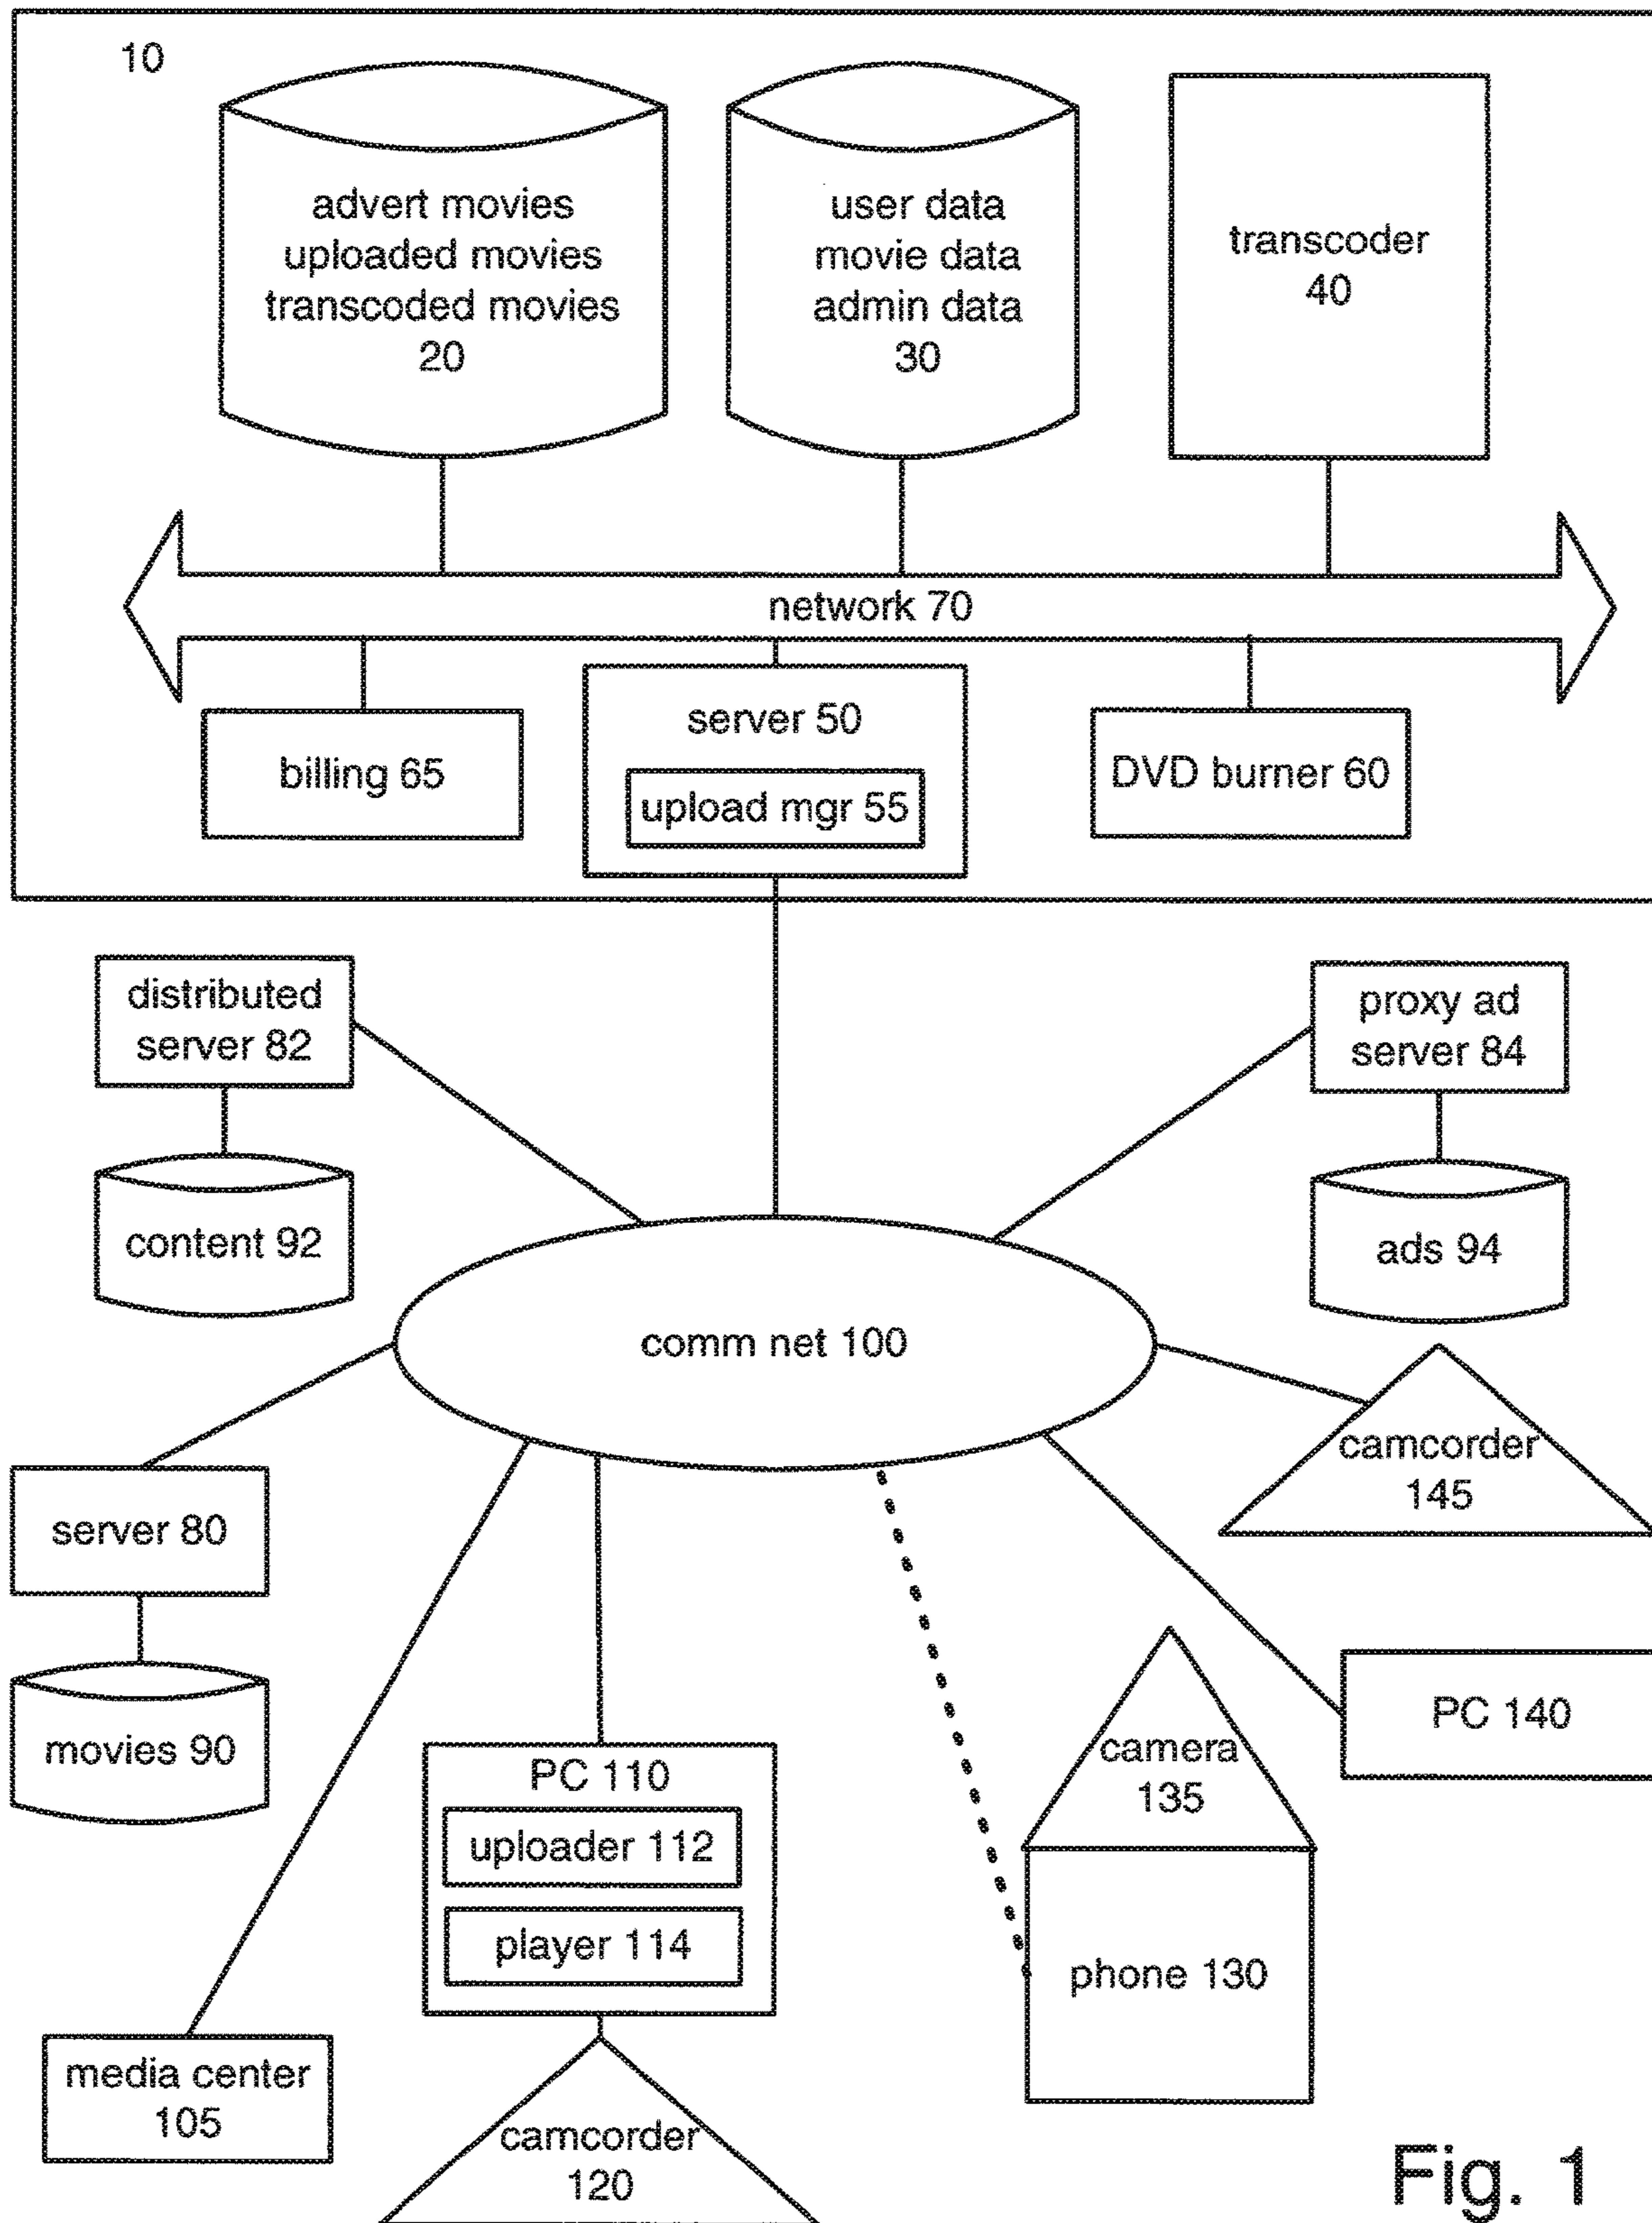 10
advert movies
uploaded movies
transcoded movies
20
user data
movie data
admin data
30
transcoder
40
network 70
billing 65
server 50
upload mgr 55
DVD burner 60
distributed
server 82
proxy ad
server 84
content 92
ads 94
comm net 100
camcorder
145
server 80
movies 90
PC 140
camera
135
PC 110
uploader 112
player 114
phone 130
media center
105
camcorder
120
Fig. 1